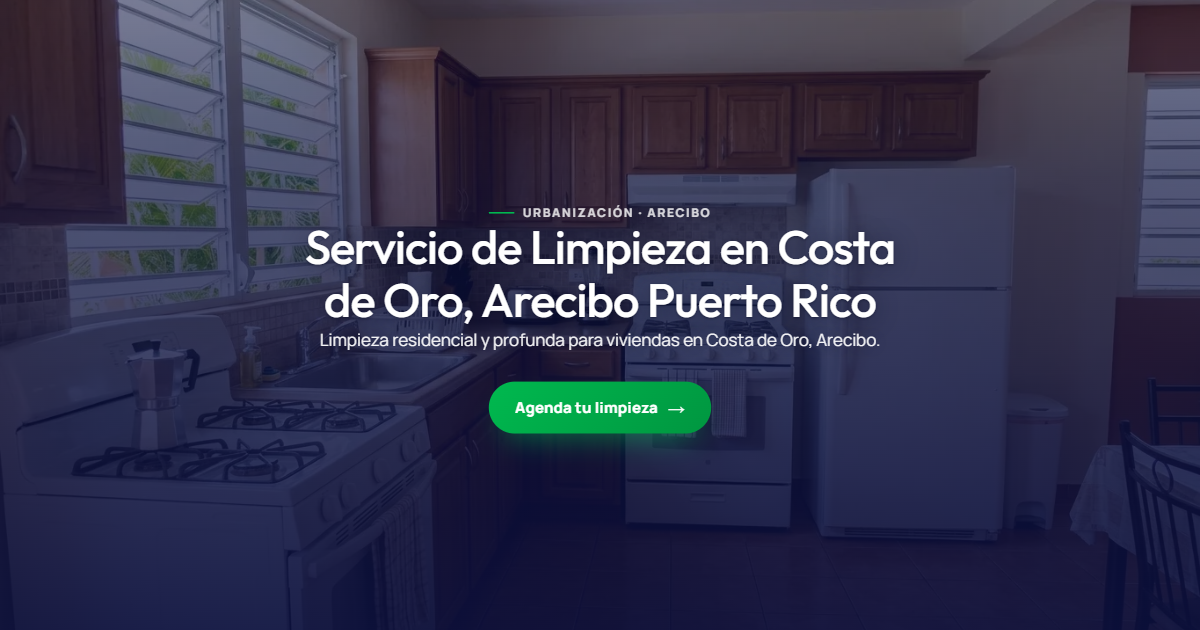 URBANIZACIÓN · ARECIBO
Servicio de Limpieza en Costa
de Oro, Arecibo Puerto Rico
Limpieza residencial y profunda para viviendas en Costa de Oro, Arecibo.
Agenda tu limpieza →